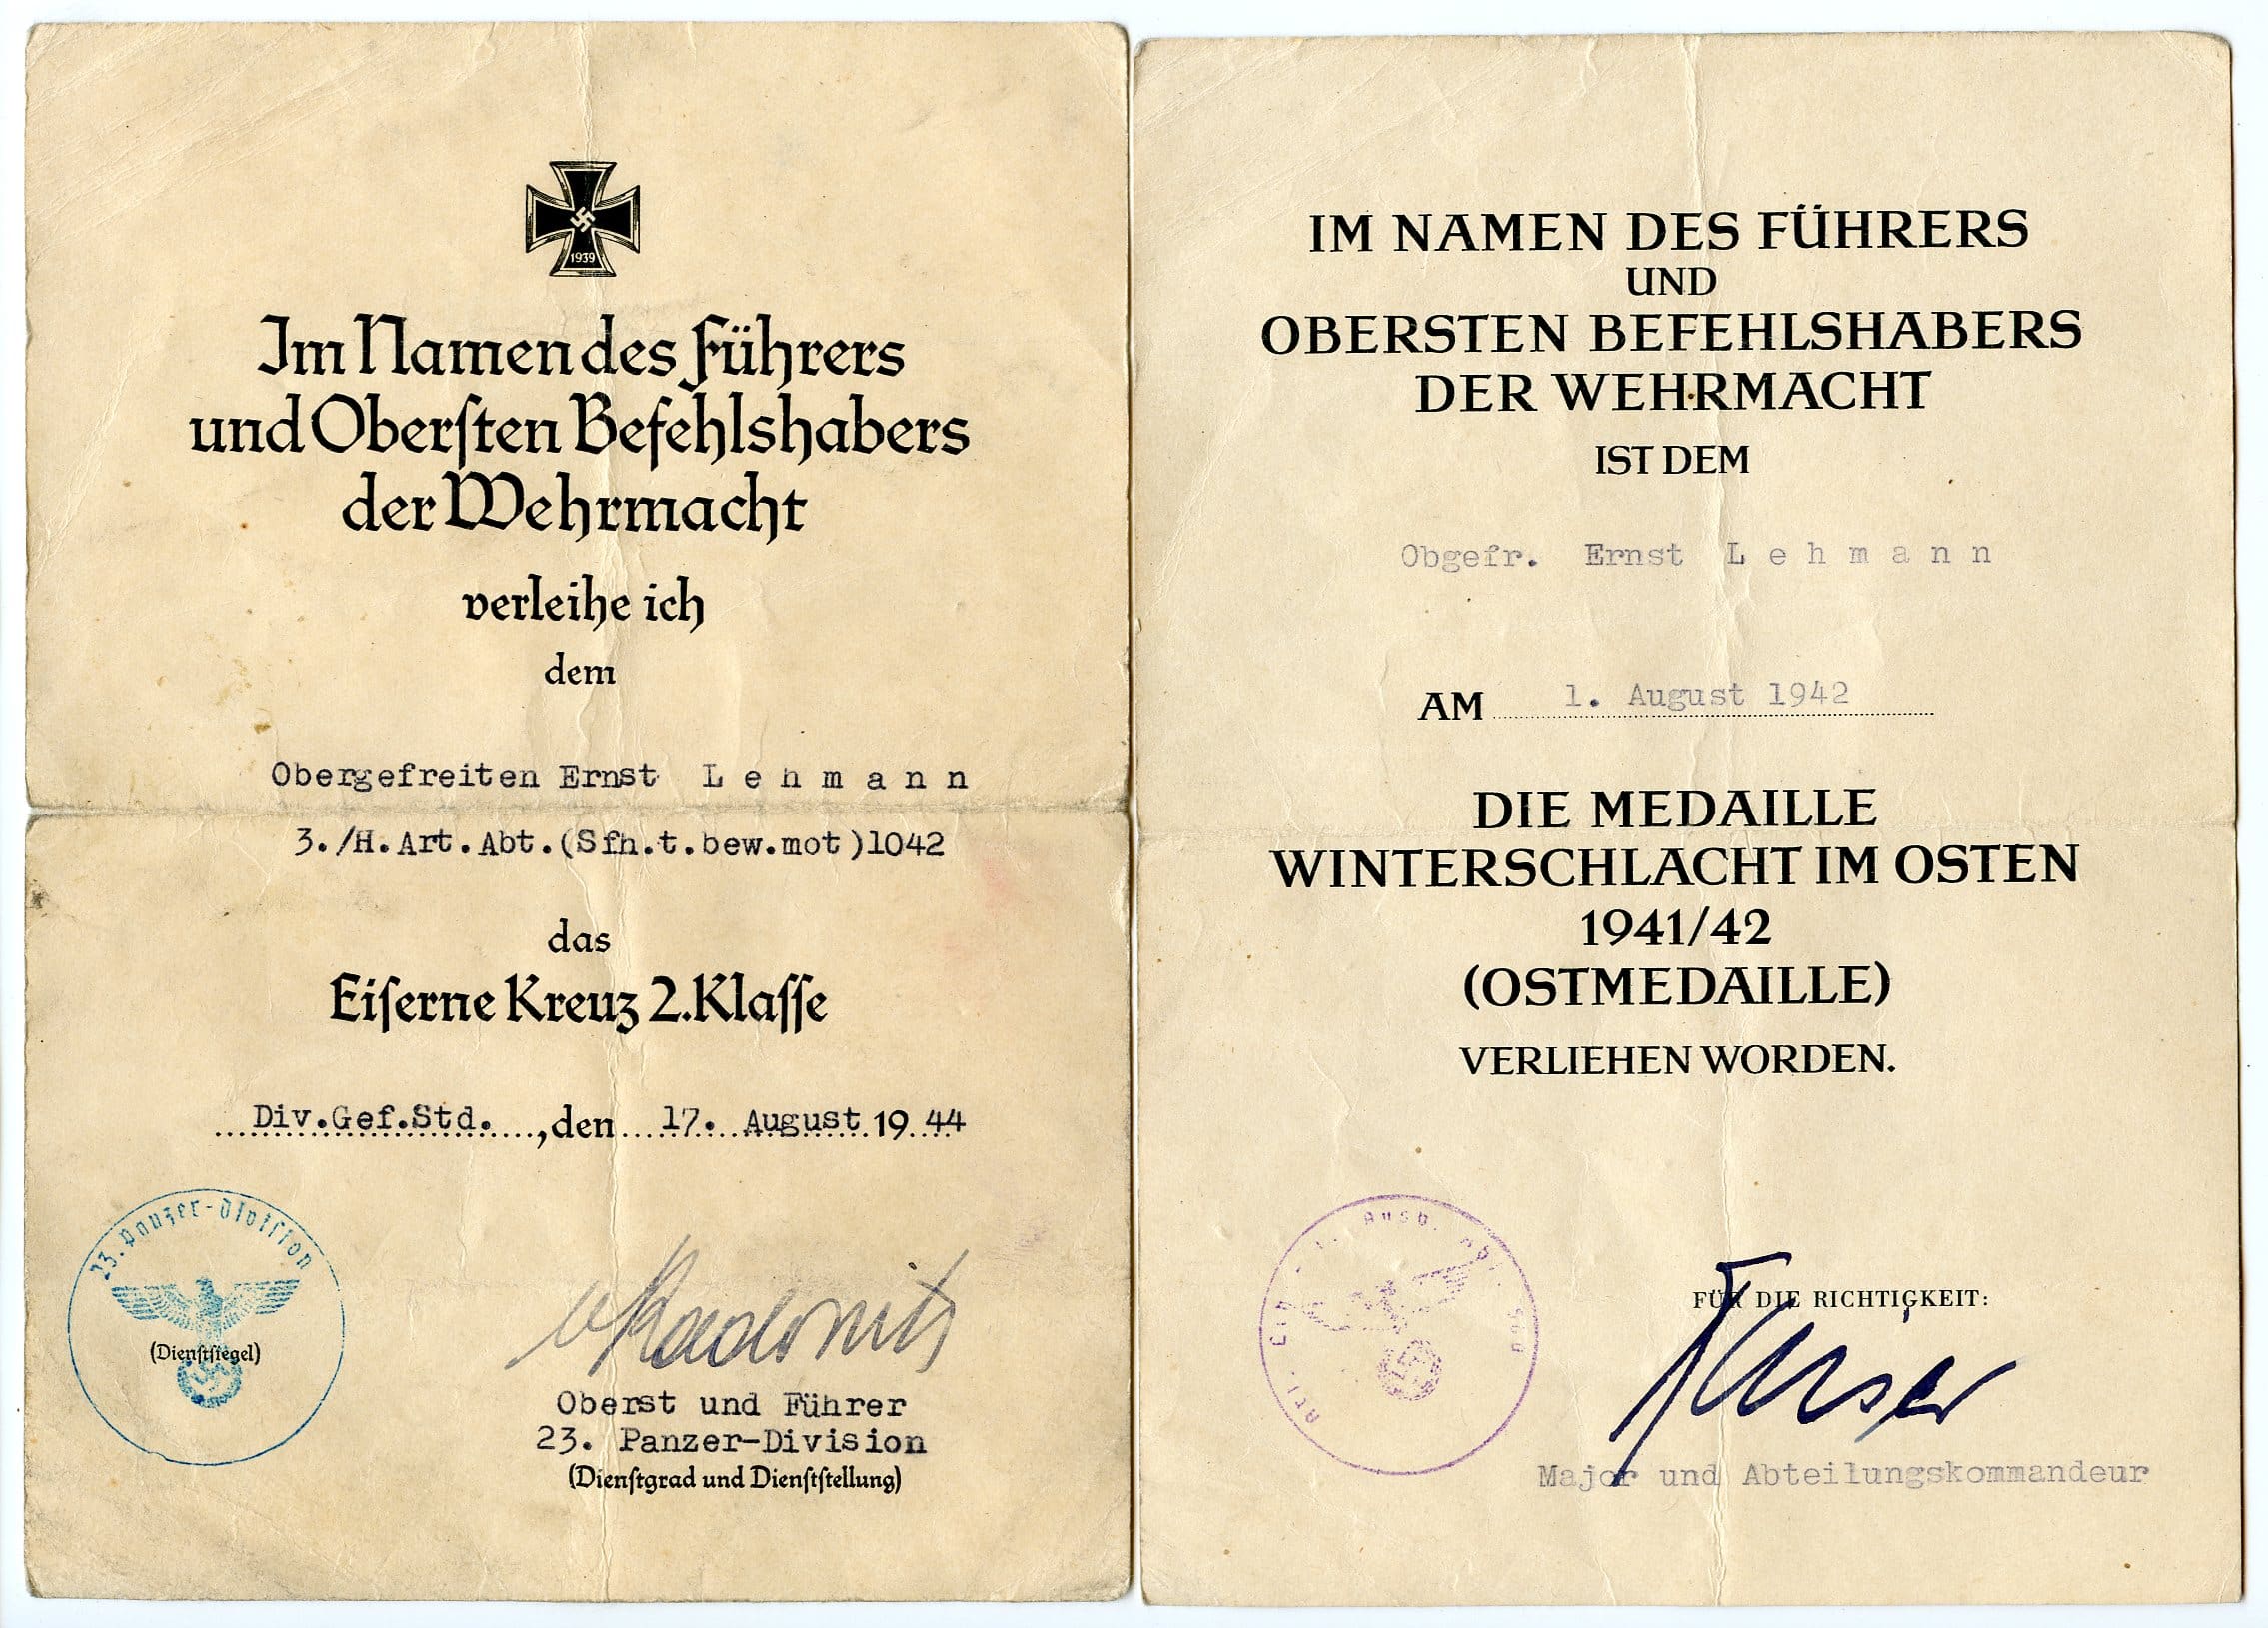 1939
Im Namen des Führers
und Oberſten Befehlshabers
der Wehrmacht
verleihe ich
dem
Obergefreiten Ernst L e h m a n n
3./H.Art.Abt.(Sfh.t.bew.mot)1042
das
Eiſerne Kreuz 2.Klaſſe
Div.Gef.Std. ,den 17. August 19 44
23. Panzer-Diviſion
(Dienſtſiegel)
Oberst und Führer
23. Panzer-Division
(Dienſtgrad und Dienſtſtellung)
IM NAMEN DES FÜHRERS
UND
OBERSTEN BEFEHLSHABERS
DER WEHRMACHT
IST DEM
Obgefr. Ernst L e h m a n n
AM 1. August 1942
DIE MEDAILLE
WINTERSCHLACHT IM OSTEN
1941/42
(OSTMEDAILLE)
VERLIEHEN WORDEN.
FÜR DIE RICHTIGKEIT:
Major und Abteilungskommandeur